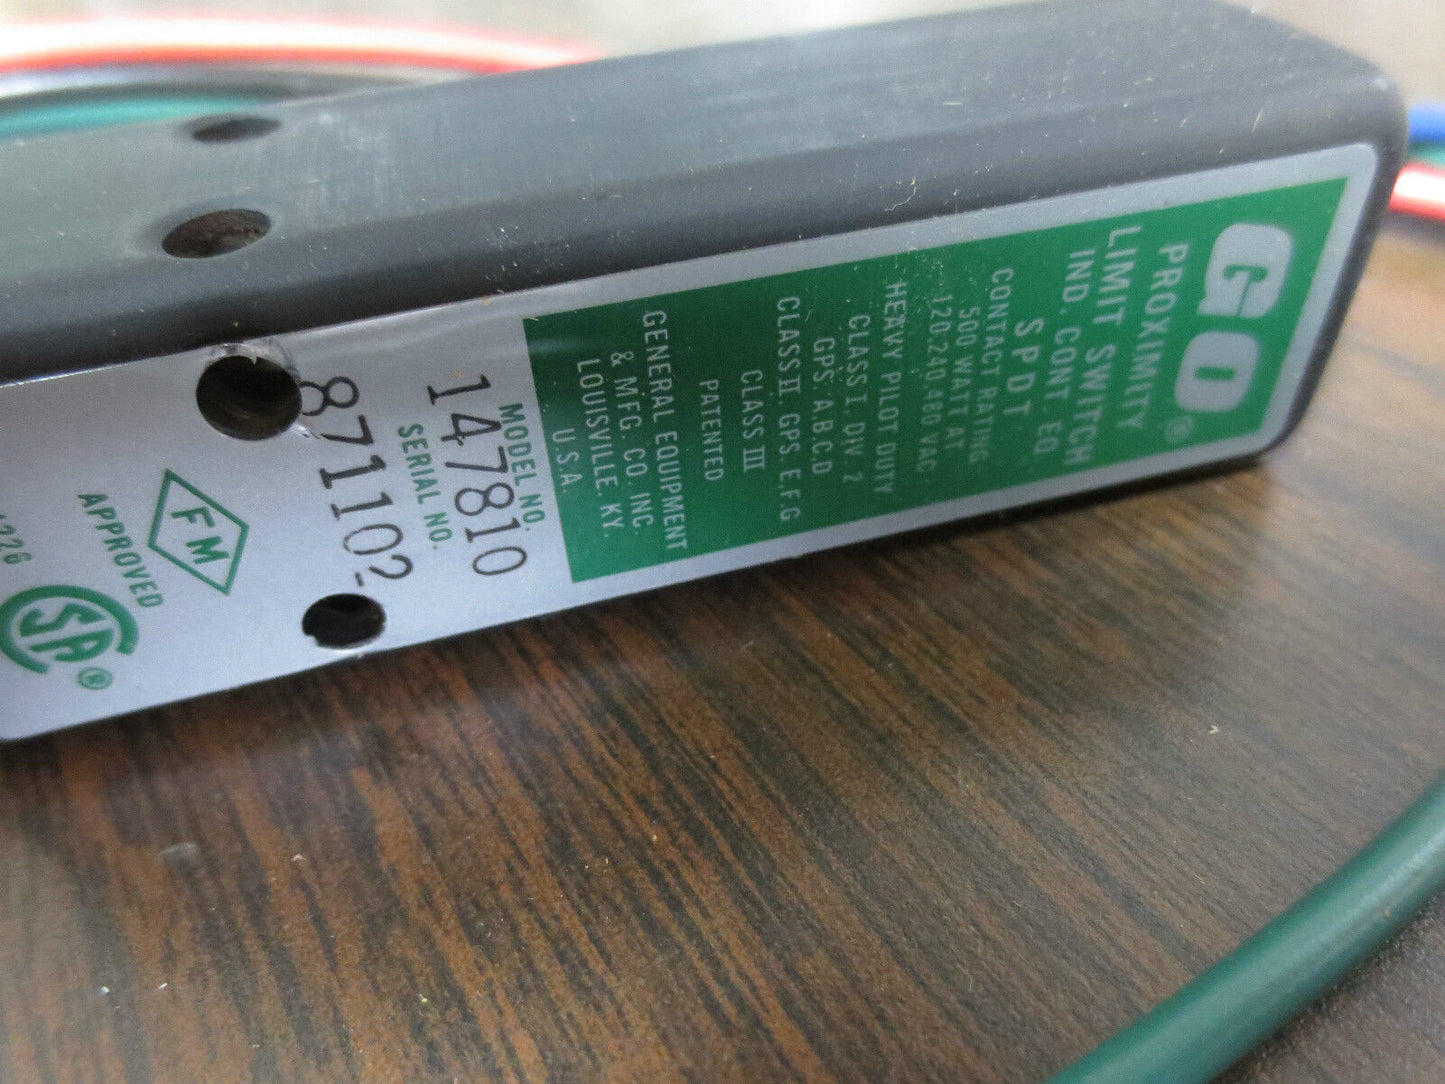 GO®
PROXIMITY
LIMIT SWITCH
IND. CONT. EQ
SPDT
CONTACT RATING
500 WATT AT
120.240.480 VAC.
HEAVY PILOT DUTY
CLASS I, DIV. 2
GPS. A,B,C,D
CLASS II, GPS. E,F,G
CLASS III
PATENTED
GENERAL EQUIPMENT
& MFG. CO. INC.
LOUISVILLE. KY.
U.S.A.
MODEL NO.
147810
SERIAL NO.
871102
FM
APPROVED
SA®